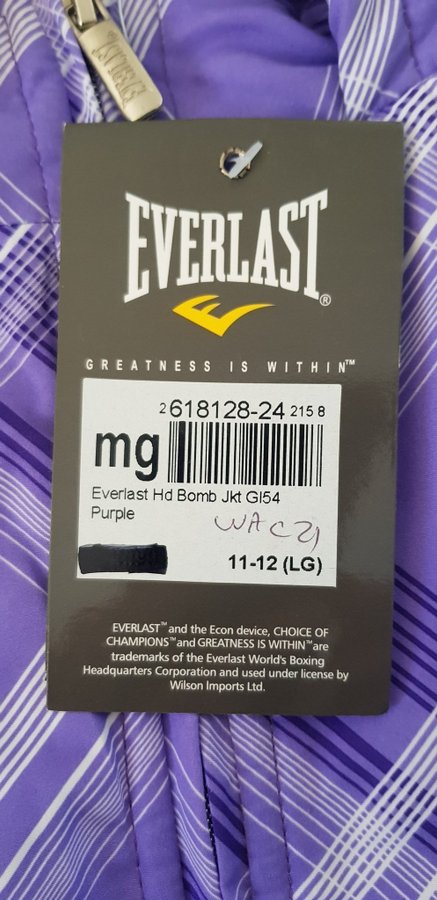 EVERLAST®
GREATNESS IS WITHIN™
2 618128-24 215 8
mg
Everlast Hd Bomb Jkt Gl54
Purple
11-12 (LG)
EVERLAST™ and the Econ device, CHOICE OF
CHAMPIONS™ and GREATNESS IS WITHIN™ are
trademarks of the Everlast World's Boxing
Headquarters Corporation and used under license by
Wilson Imports Ltd.